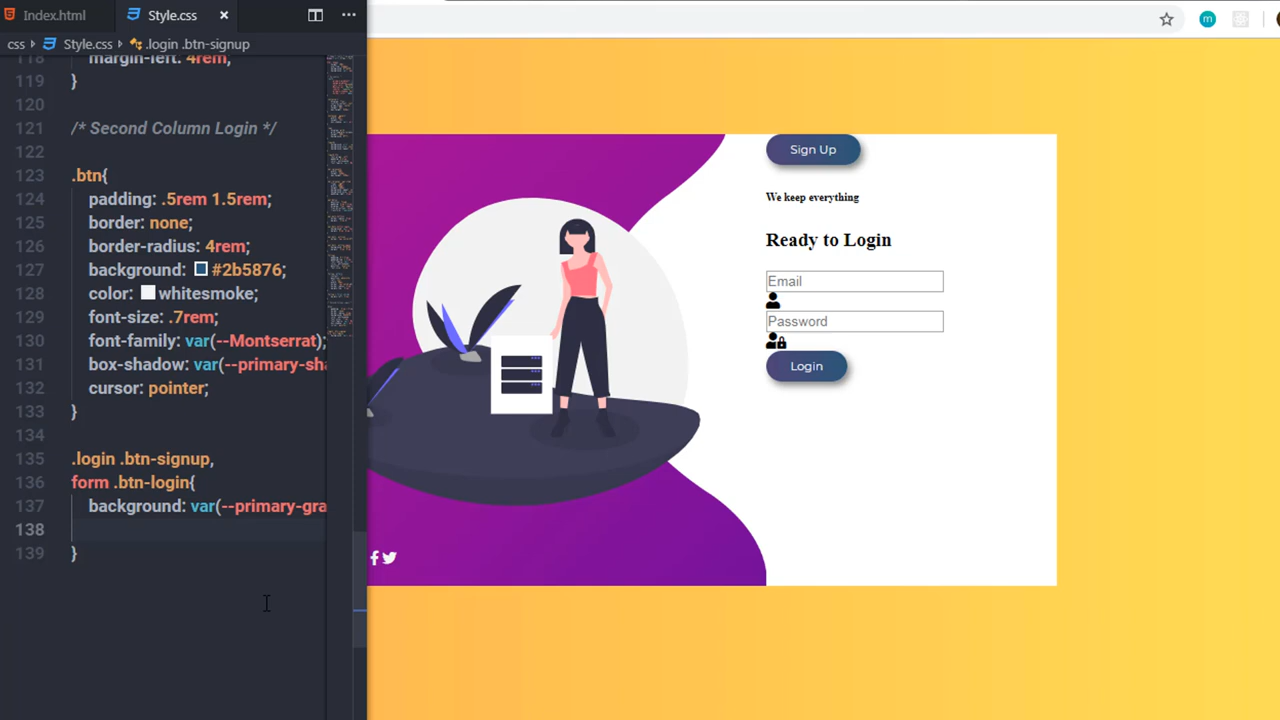 Index.html
Style.css
css
Style.css
.login .btn-signup
118
margin-left: 4rem;
119
}
120
121
/* Second Column Login */
122
123
.btn{
124
padding: .5rem 1.5rem;
125
border: none;
126
border-radius: 4rem;
127
background: #2b5876;
128
color: whitesmoke;
129
font-size: .7rem;
130
font-family: var(--Montserrat);
131
box-shadow: var(--primary-sha
132
cursor: pointer;
133
}
134
135
.login .btn-signup,
136
form .btn-login{
137
background: var(--primary-gra
138
139
}
m
Sign Up
We keep everything
Ready to Login
Email
Password
Login